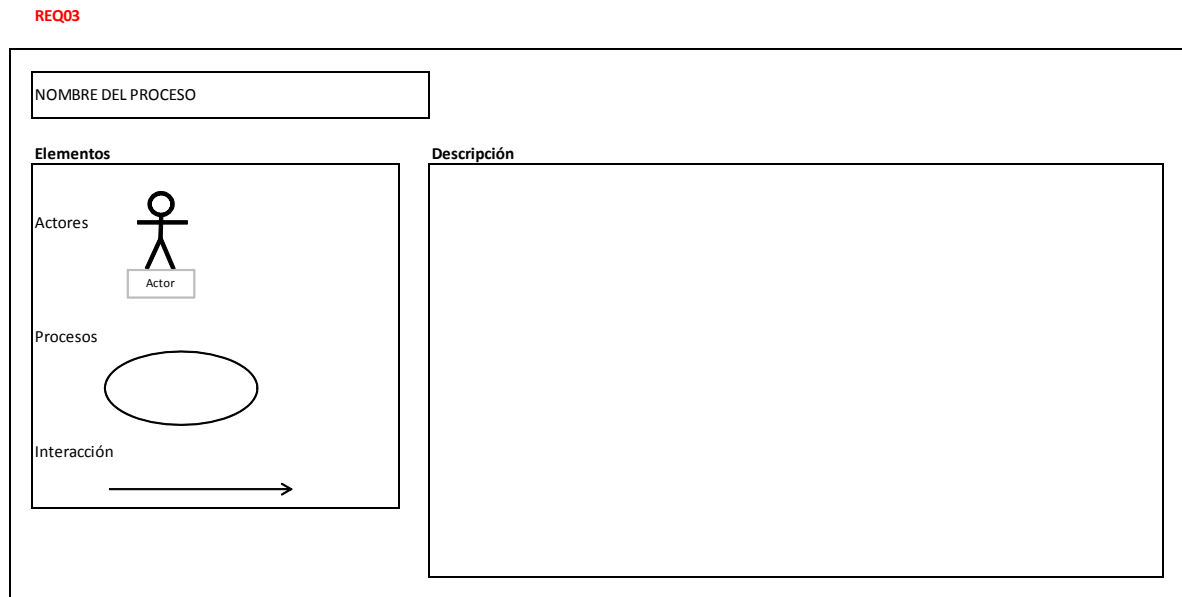 REQ03
NOMBRE DEL PROCESO
Elementos
Descripción
Actores
Actor
Procesos
Interacción